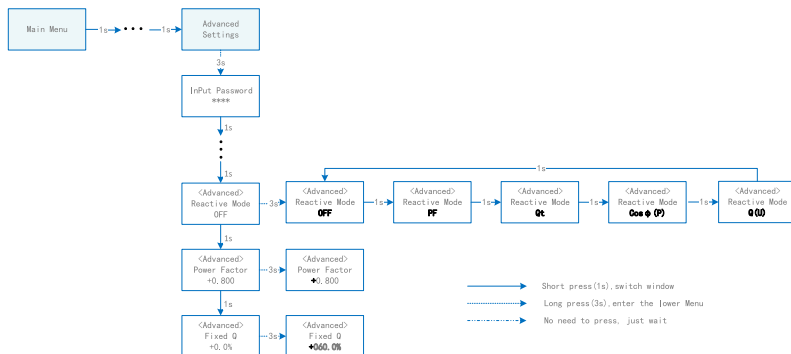 Main Menu
1s
1s
Advanced
Settings
3s
InPut Password
****
1s
1s
1s
<Advanced>
Reactive Mode
OFF
3s
<Advanced>
Reactive Mode
OFF
1s
<Advanced>
Reactive Mode
PF
1s
<Advanced>
Reactive Mode
Qt
1s
<Advanced>
Reactive Mode
Cosφ(P)
1s
<Advanced>
Reactive Mode
Q(U)
1s
<Advanced>
Power Factor
+0.800
3s
<Advanced>
Power Factor
+0.800
Short press(1s),switch window
Long press(3s),enter the lower Menu
No need to press, just wait
1s
<Advanced>
Fixed Q
+0.0%
3s
<Advanced>
Fixed Q
+060.0%